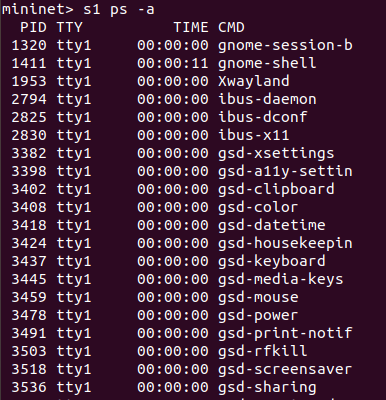 mininet> s1 ps -a
PID TTY TIME CMD
1320 tty1 00:00:00 gnome-session-b
1411 tty1 00:00:11 gnome-shell
1953 tty1 00:00:00 Xwayland
2794 tty1 00:00:00 ibus-daemon
2825 tty1 00:00:00 ibus-dconf
2830 tty1 00:00:00 ibus-x11
3382 tty1 00:00:00 gsd-xsettings
3398 tty1 00:00:00 gsd-a11y-settin
3402 tty1 00:00:00 gsd-clipboard
3408 tty1 00:00:00 gsd-color
3418 tty1 00:00:00 gsd-datetime
3424 tty1 00:00:00 gsd-housekeepin
3437 tty1 00:00:00 gsd-keyboard
3445 tty1 00:00:00 gsd-media-keys
3459 tty1 00:00:00 gsd-mouse
3478 tty1 00:00:00 gsd-power
3491 tty1 00:00:00 gsd-print-notif
3503 tty1 00:00:00 gsd-rfkill
3518 tty1 00:00:00 gsd-screensaver
3536 tty1 00:00:00 gsd-sharing